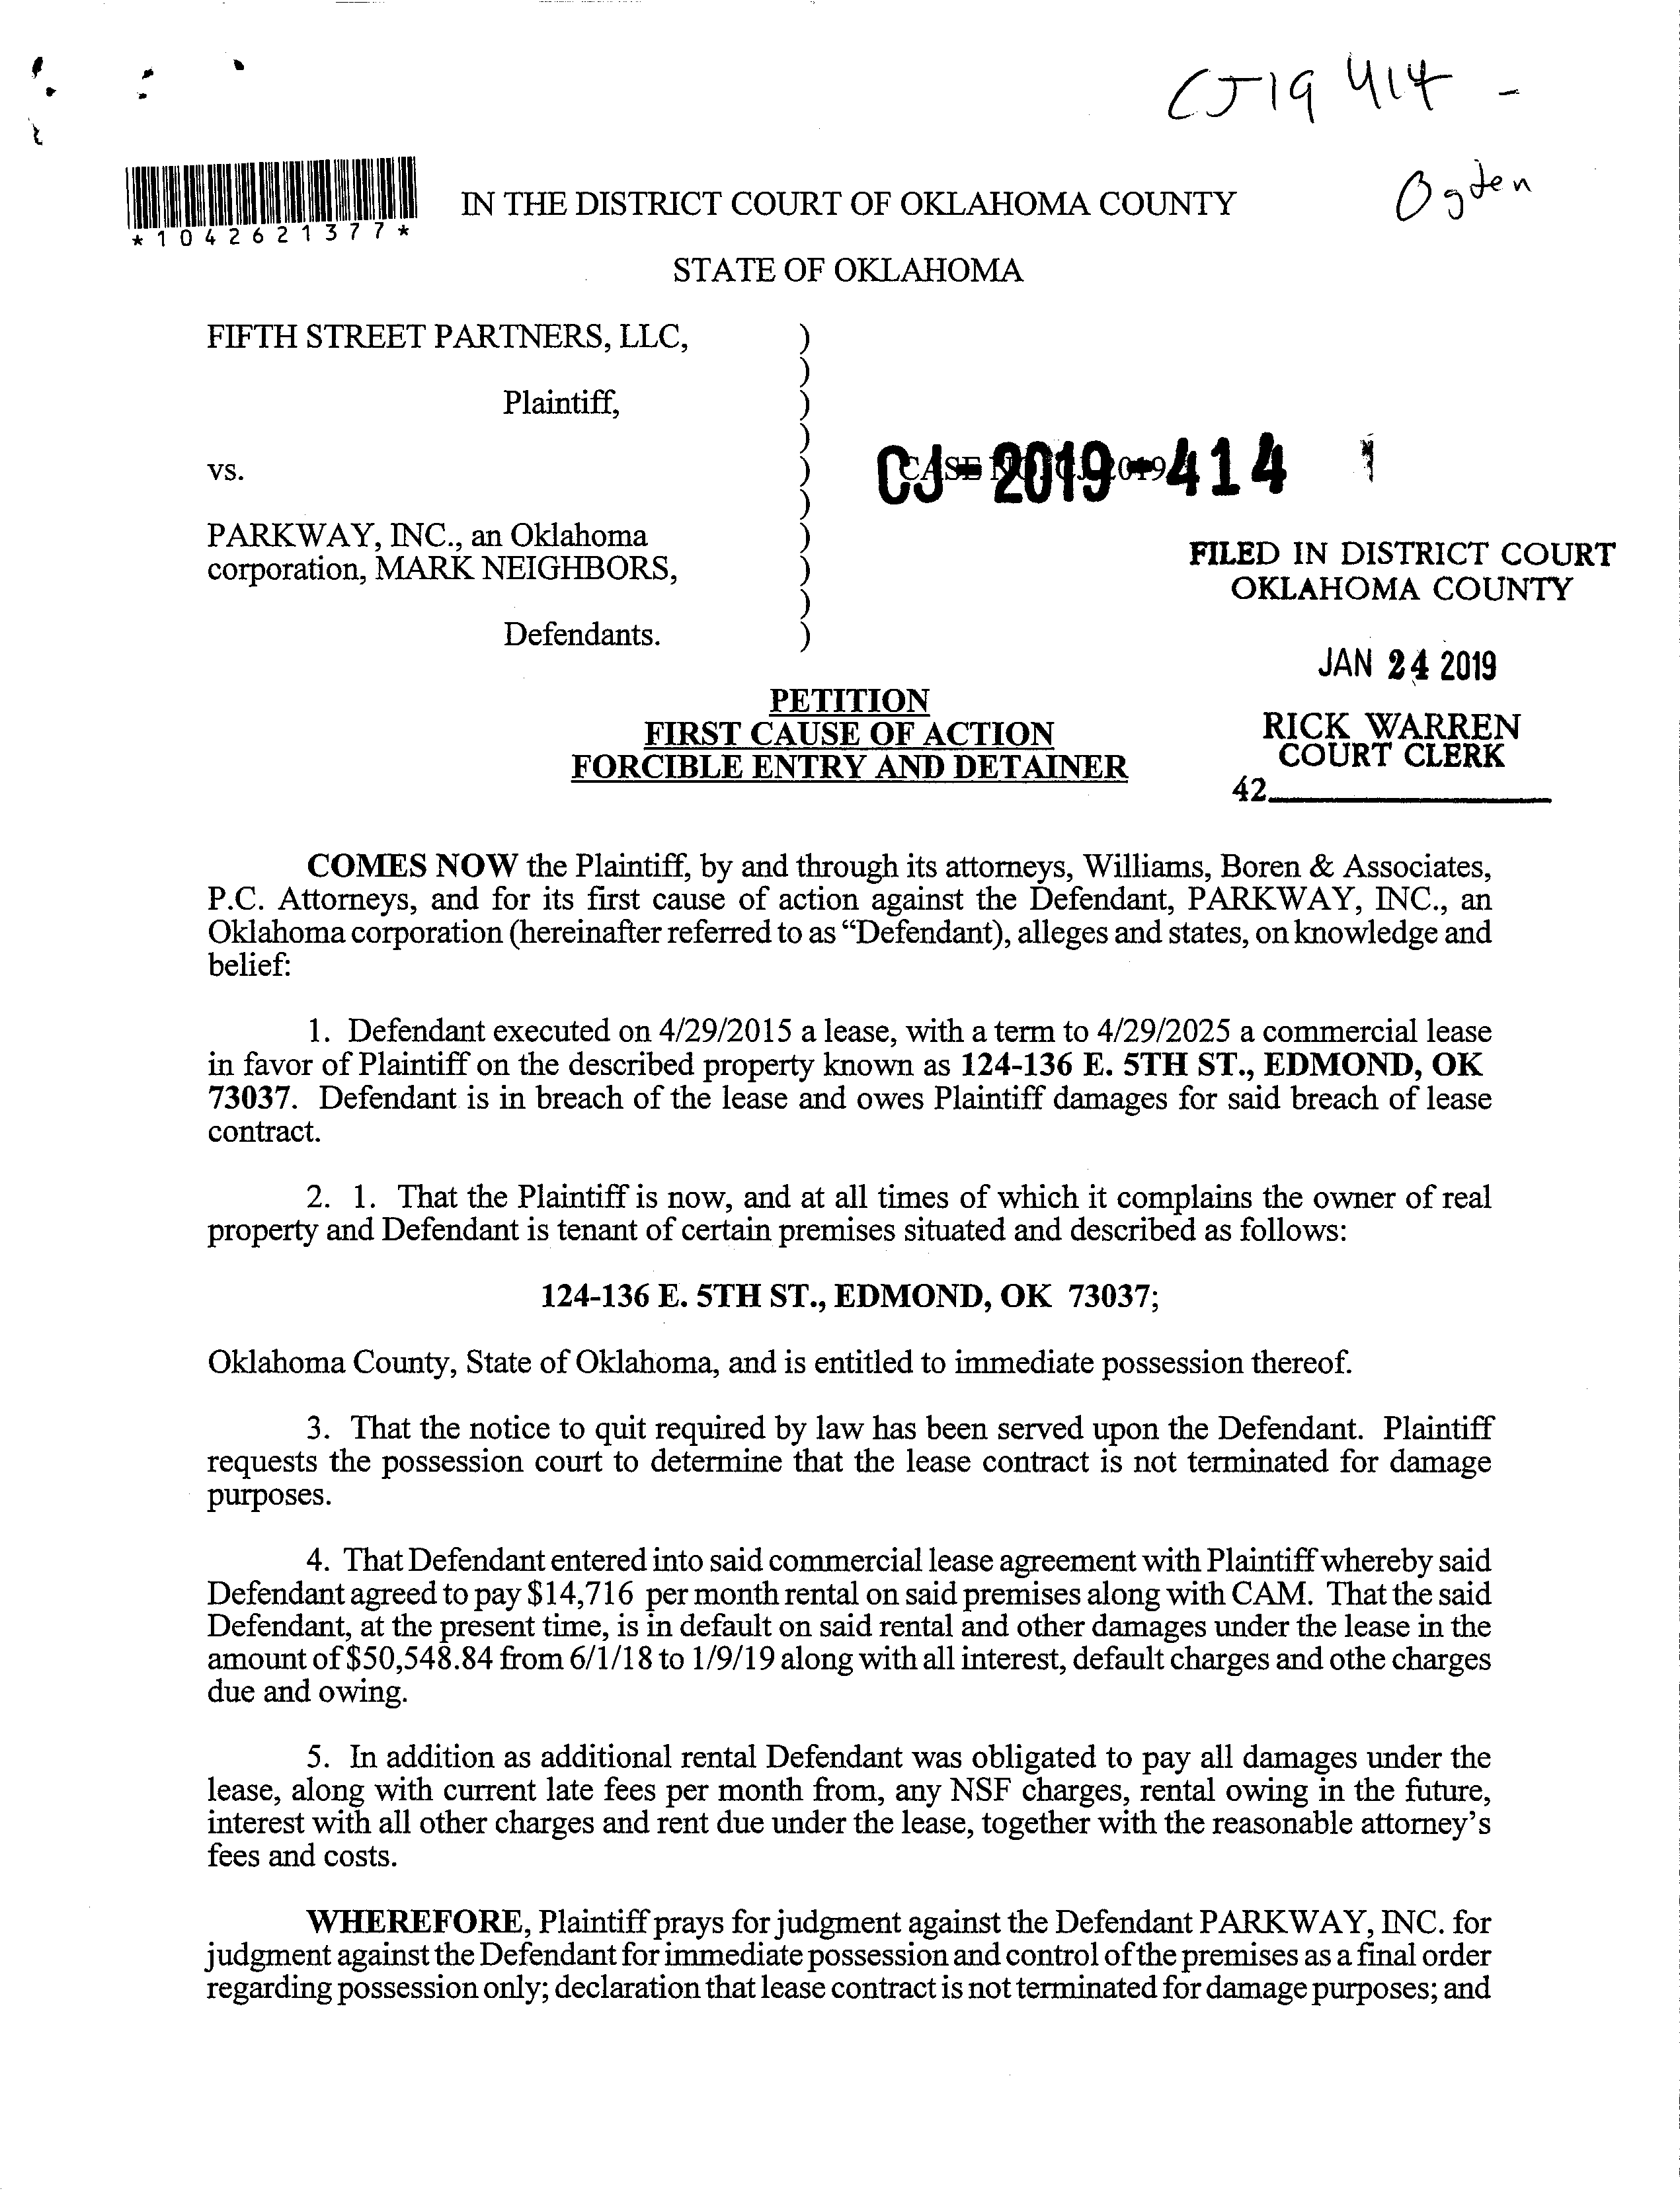 CJ19 414 -
Ogden
*1042621377*
IN THE DISTRICT COURT OF OKLAHOMA COUNTY
STATE OF OKLAHOMA
FIFTH STREET PARTNERS, LLC, )
)
Plaintiff, )
)
vs. )
)
PARKWAY, INC., an Oklahoma )
corporation, MARK NEIGHBORS, )
)
Defendants. )
CJ-2019-414
FILED IN DISTRICT COURT
OKLAHOMA COUNTY
JAN 24 2019
RICK WARREN
COURT CLERK
42
PETITION
FIRST CAUSE OF ACTION
FORCIBLE ENTRY AND DETAINER
COMES NOW the Plaintiff, by and through its attorneys, Williams, Boren & Associates,
P.C. Attorneys, and for its first cause of action against the Defendant, PARKWAY, INC., an
Oklahoma corporation (hereinafter referred to as “Defendant), alleges and states, on knowledge and
belief:
1. Defendant executed on 4/29/2015 a lease, with a term to 4/29/2025 a commercial lease
in favor of Plaintiff on the described property known as 124-136 E. 5TH ST., EDMOND, OK
73037. Defendant is in breach of the lease and owes Plaintiff damages for said breach of lease
contract.
2. 1. That the Plaintiff is now, and at all times of which it complains the owner of real
property and Defendant is tenant of certain premises situated and described as follows:
124-136 E. 5TH ST., EDMOND, OK 73037;
Oklahoma County, State of Oklahoma, and is entitled to immediate possession thereof.
3. That the notice to quit required by law has been served upon the Defendant. Plaintiff
requests the possession court to determine that the lease contract is not terminated for damage
purposes.
4. That Defendant entered into said commercial lease agreement with Plaintiff whereby said
Defendant agreed to pay $14,716 per month rental on said premises along with CAM. That the said
Defendant, at the present time, is in default on said rental and other damages under the lease in the
amount of $50,548.84 from 6/1/18 to 1/9/19 along with all interest, default charges and othe charges
due and owing.
5. In addition as additional rental Defendant was obligated to pay all damages under the
lease, along with current late fees per month from, any NSF charges, rental owing in the future,
interest with all other charges and rent due under the lease, together with the reasonable attorney’s
fees and costs.
WHEREFORE, Plaintiff prays for judgment against the Defendant PARKWAY, INC. for
judgment against the Defendant for immediate possession and control of the premises as a final order
regarding possession only; declaration that lease contract is not terminated for damage purposes; and